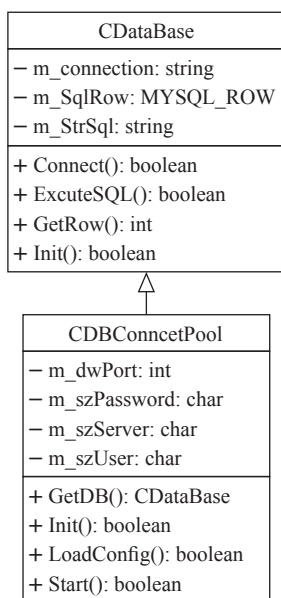 CDataBase
− m_connection: string
− m_SqlRow: MYSQL_ROW
− m_StrSql: string
+ Connect(): boolean
+ ExcuteSQL(): boolean
+ GetRow(): int
+ Init(): boolean
CDBConncetPool
− m_dwPort: int
− m_szPassword: char
− m_szServer: char
− m_szUser: char
+ GetDB(): CDataBase
+ Init(): boolean
+ LoadConfig(): boolean
+ Start(): boolean